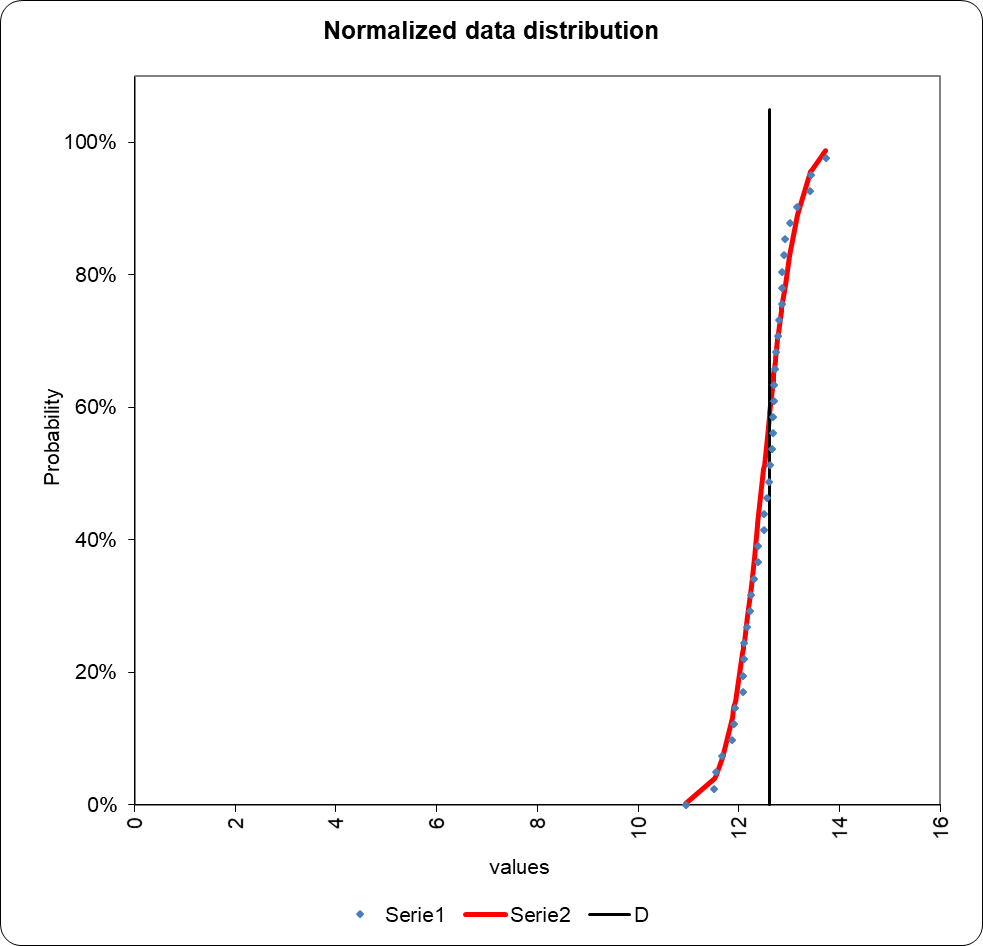 Normalized data distribution
100%
80%
60%
40%
20%
0%
Probability
0 2 4 6 8 10 12 14 16
values
Serie1 Serie2 D